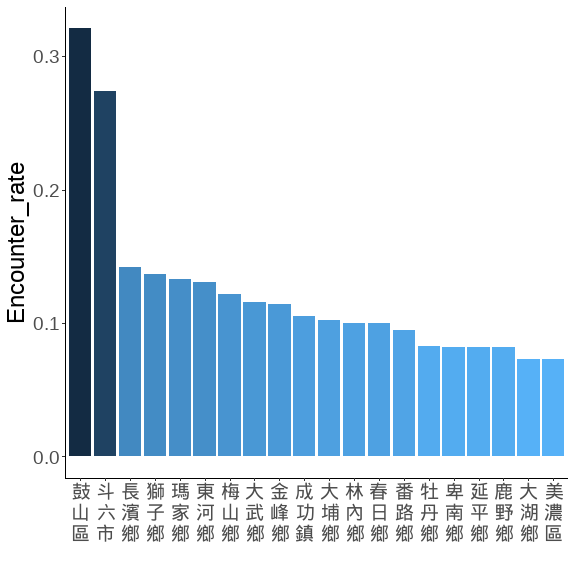 Encounter_rate
0.3
0.2
0.1
0.0
鼓山區
斗六市
長濱鄉
獅子鄉
瑪家鄉
東河鄉
梅山鄉
大武鄉
金峰鄉
成功鎮
大埔鄉
林內鄉
春日鄉
番路鄉
牡丹鄉
卑南鄉
延平鄉
鹿野鄉
大湖鄉
美濃區